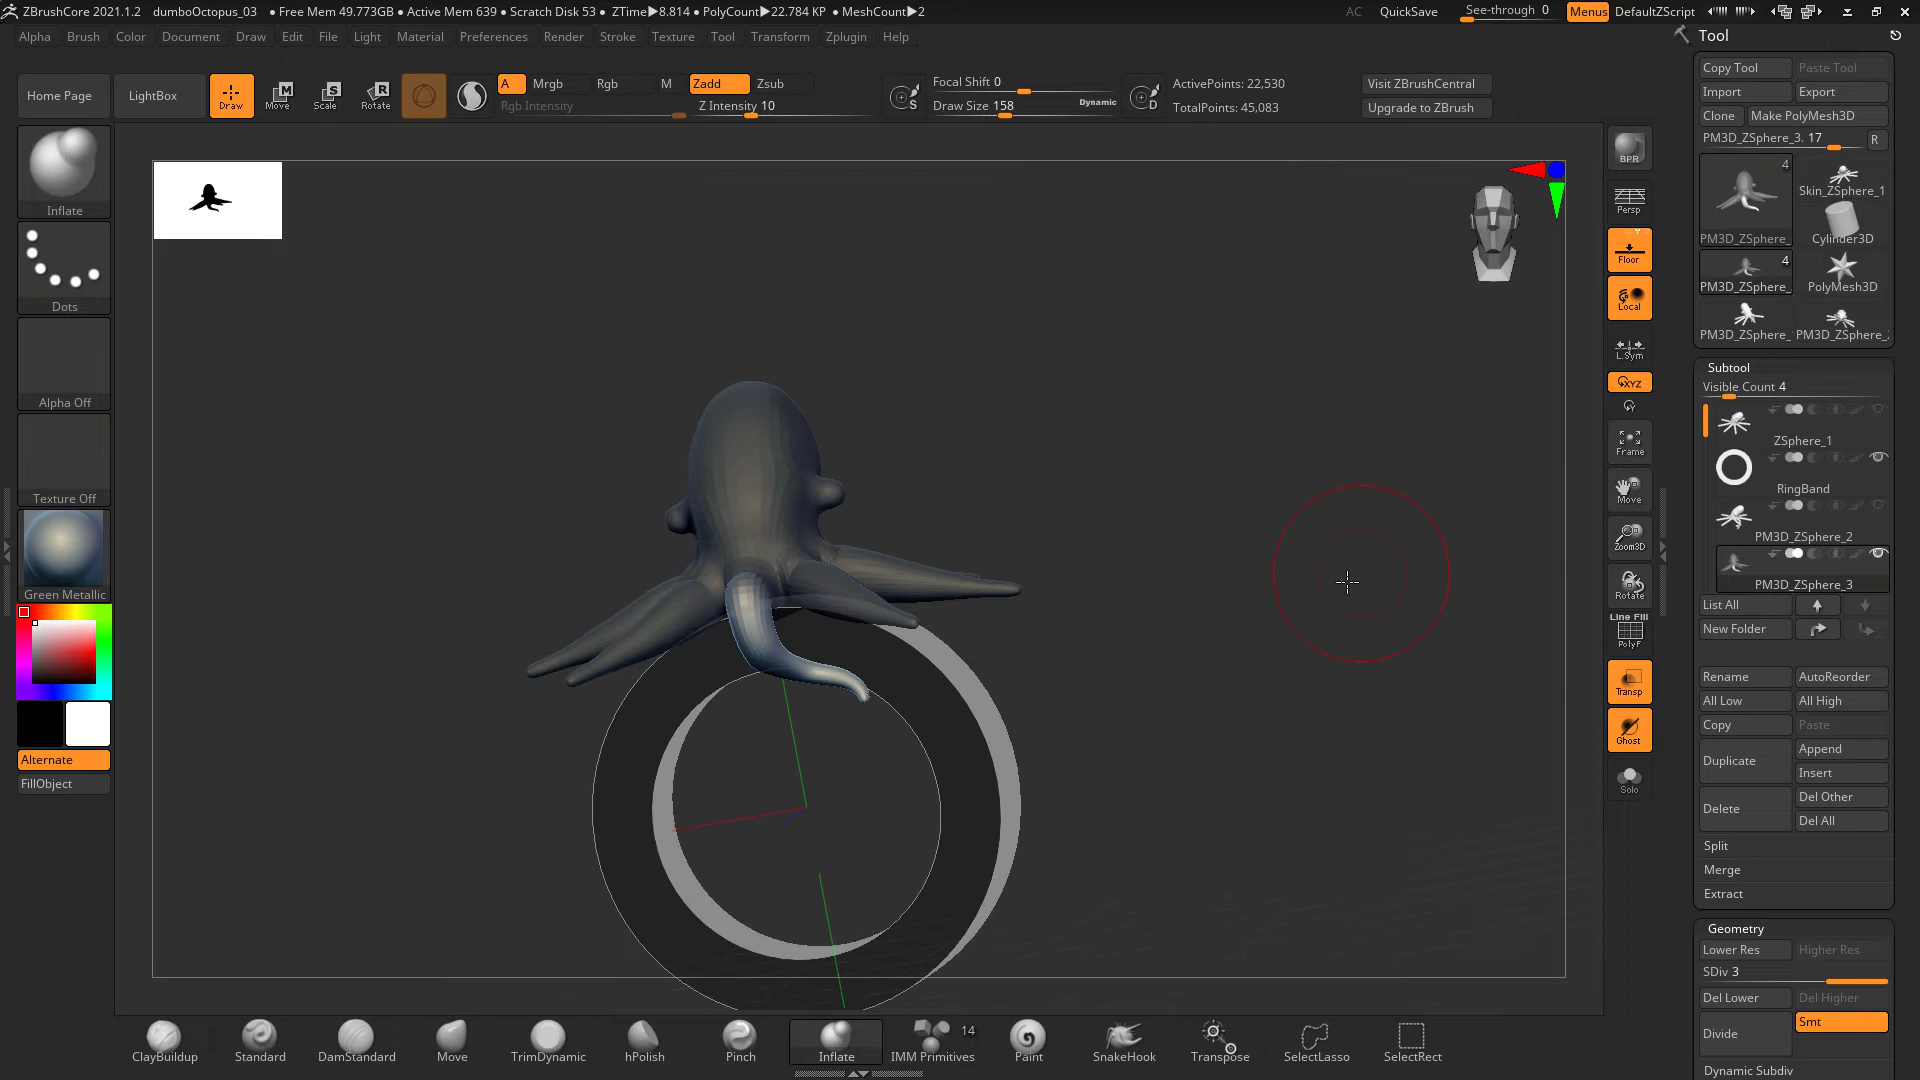 ZBrushCore 2021.1.2 dumboOctopus_03 • Free Mem 49.773GB • Active Mem 639 • Scratch Disk 53 • ZTime▶8.814 • PolyCount▶22.784 KP • MeshCount▶2 AC QuickSave See-through 0 Menus DefaultZScript
Alpha Brush Color Document Draw Edit File Light Material Preferences Render Stroke Texture Tool Transform Zplugin Help
Home Page LightBox Draw Move Scale Rotate
A Mrgb Rgb M Zadd Zsub
Rgb Intensity Z Intensity 10
Focal Shift 0
Draw Size 158 Dynamic
ActivePoints: 22,530
TotalPoints: 45,083
Visit ZBrushCentral
Upgrade to ZBrush
Inflate
Dots
Alpha Off
Texture Off
Green Metallic
Alternate
FillObject
BPR
Persp
Floor
Local
L.Sym
XYZ
Y
Frame
Move
Zoom3D
Rotate
Line Fill
PolyF
Transp
Ghost
Solo
Tool
Copy Tool Paste Tool
Import Export
Clone Make PolyMesh3D
PM3D_ZSphere_3. 17 R
4
PM3D_ZSphere_ Skin_ZSphere_1
Cylinder3D
4
PM3D_ZSphere_ PolyMesh3D
PM3D_ZSphere_ PM3D_ZSphere_
Subtool
Visible Count 4
ZSphere_1
RingBand
PM3D_ZSphere_2
PM3D_ZSphere_3
List All
New Folder
Rename AutoReorder
All Low All High
Copy Paste
Duplicate Append
Insert
Delete Del Other
Del All
Split
Merge
Extract
Geometry
Lower Res Higher Res
SDiv 3
Del Lower Del Higher
Divide Smt
Dynamic Subdiv
ClayBuildup Standard DamStandard Move TrimDynamic hPolish Pinch Inflate IMM Primitives 14 Paint SnakeHook Transpose SelectLasso SelectRect